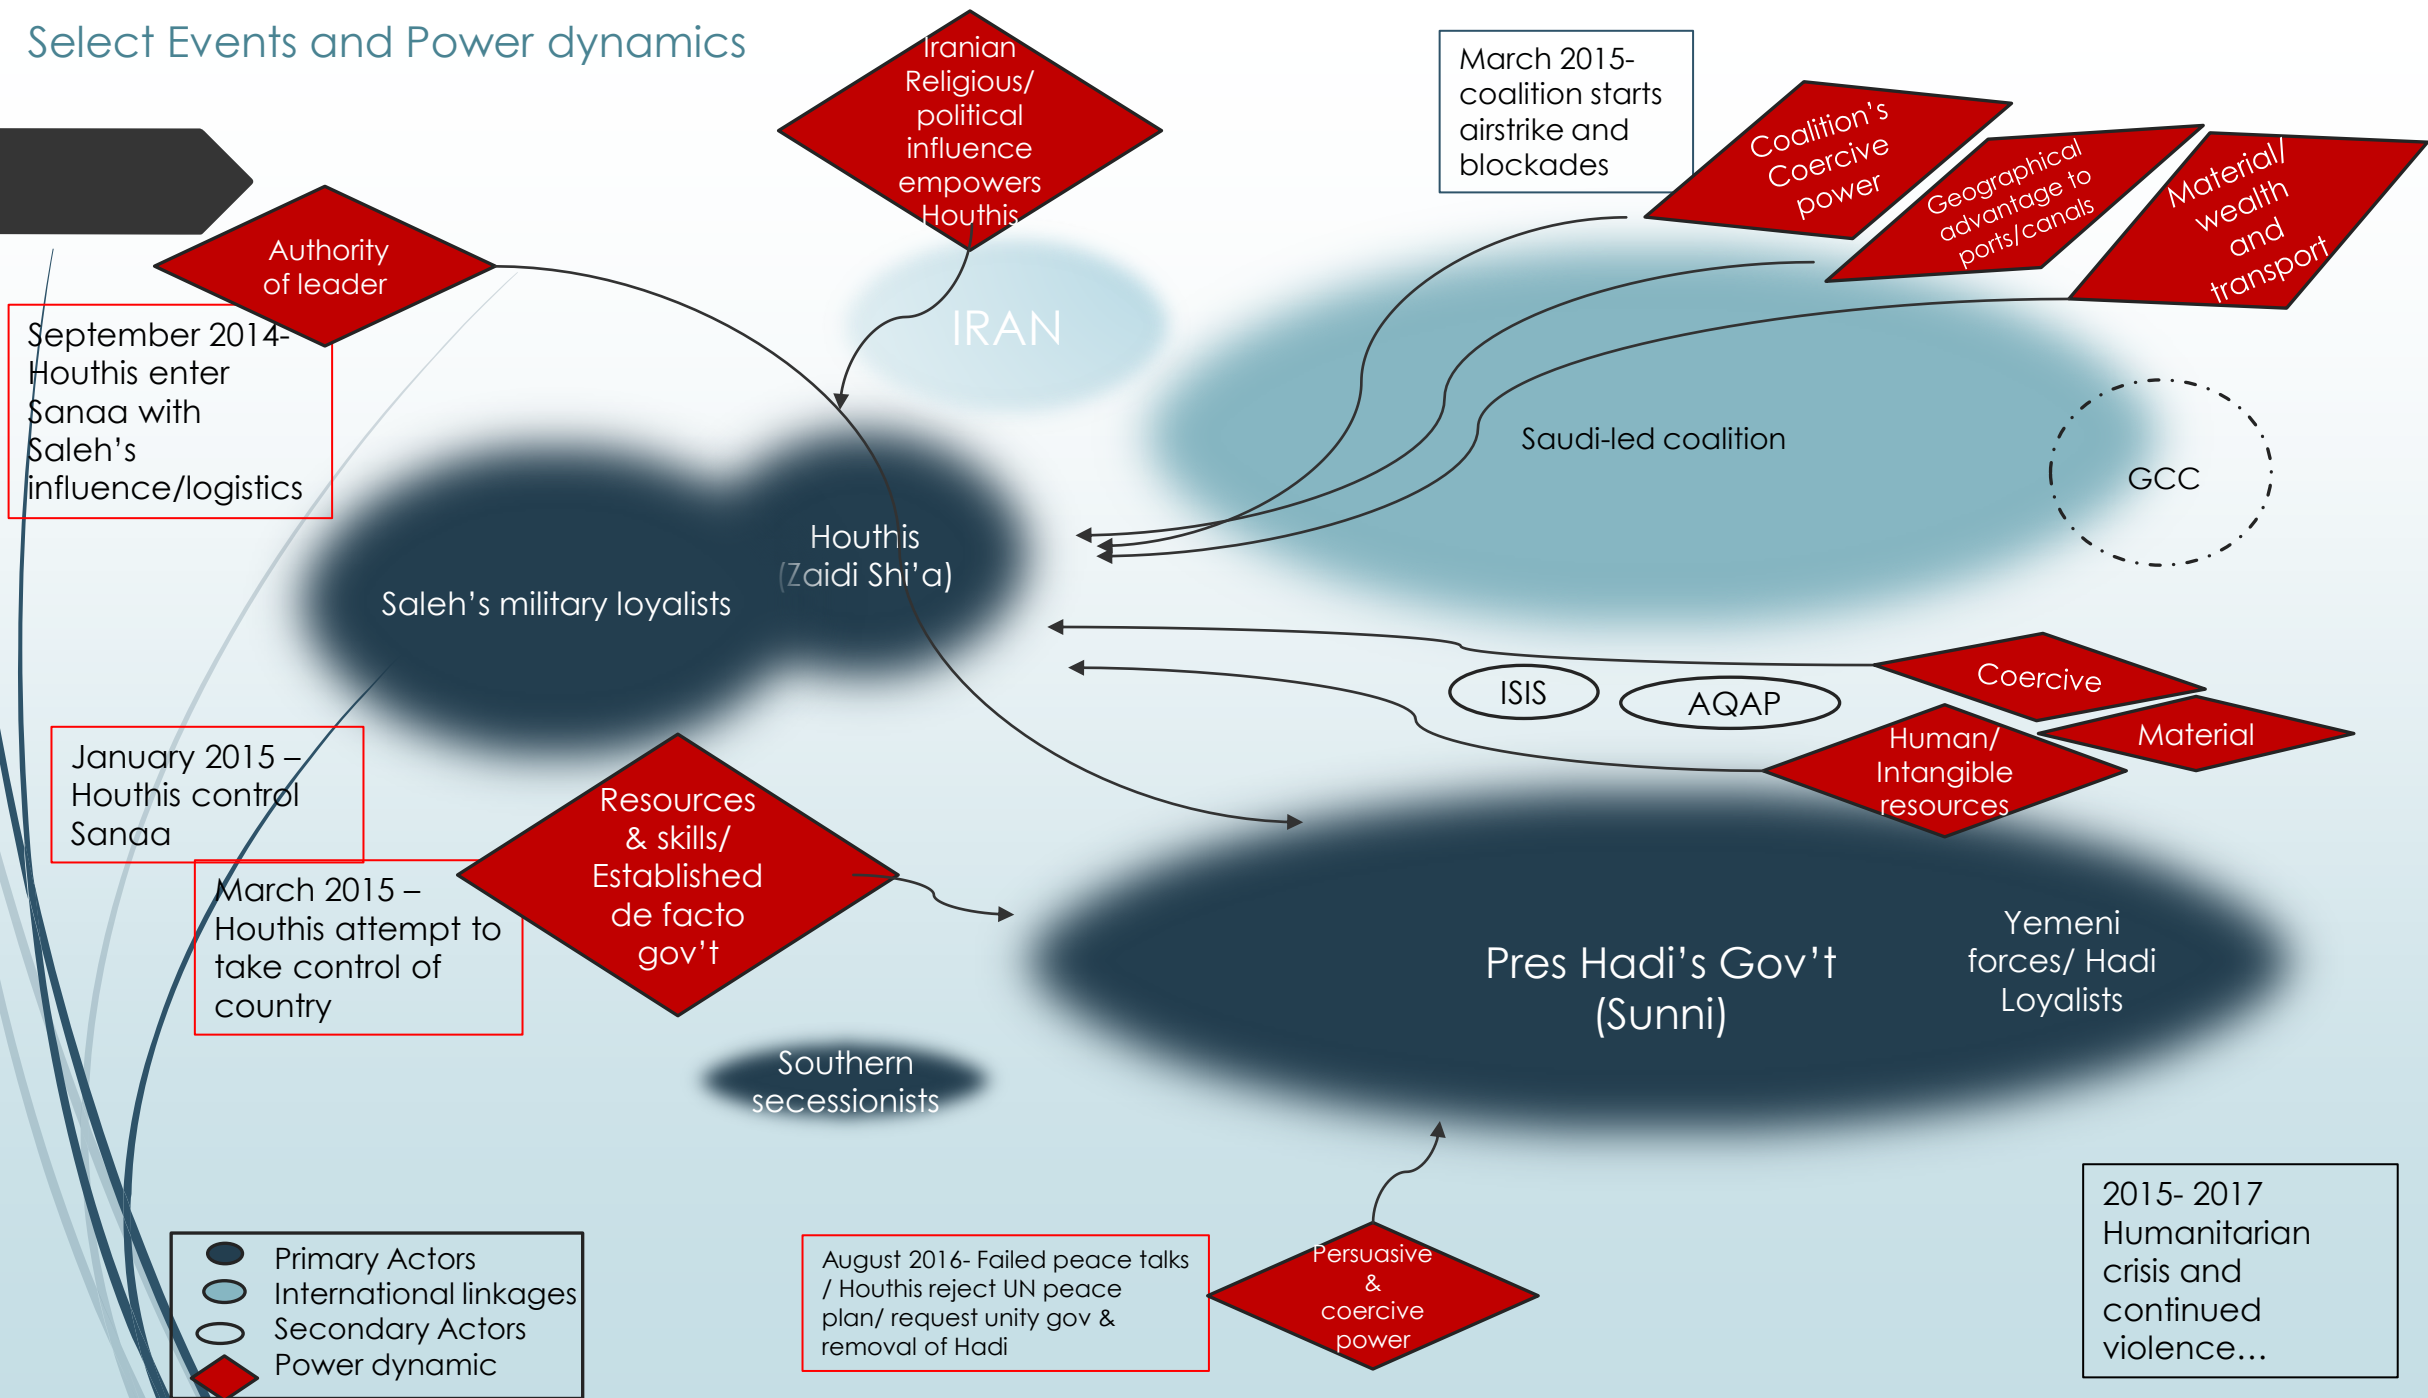 Select Events and Power dynamics
Iranian
Religious/
political
influence
empowers
Houthis
March 2015-
coalition starts
airstrike and
blockades
Coalition's
Coercive
power
Geographical
advantage to
ports/canals
Material/
wealth
and
transport
Authority
of leader
September 2014-
Houthis enter
Sanaa with
Saleh's
influence/logistics
IRAN
Saudi-led coalition
GCC
Houthis
(Zaidi Shi'a)
Saleh's military loyalists
ISIS
AQAP
Coercive
Material
Human/
Intangible
resources
January 2015 –
Houthis control
Sanaa
Resources
& skills/
Established
de facto
gov't
March 2015 –
Houthis attempt to
take control of
country
Pres Hadi's Gov't
(Sunni)
Yemeni
forces/ Hadi
Loyalists
Southern
secessionists
Primary Actors
International linkages
Secondary Actors
Power dynamic
August 2016- Failed peace talks
/ Houthis reject UN peace
plan/ request unity gov &
removal of Hadi
Persuasive
&
coercive
power
2015- 2017
Humanitarian
crisis and
continued
violence…